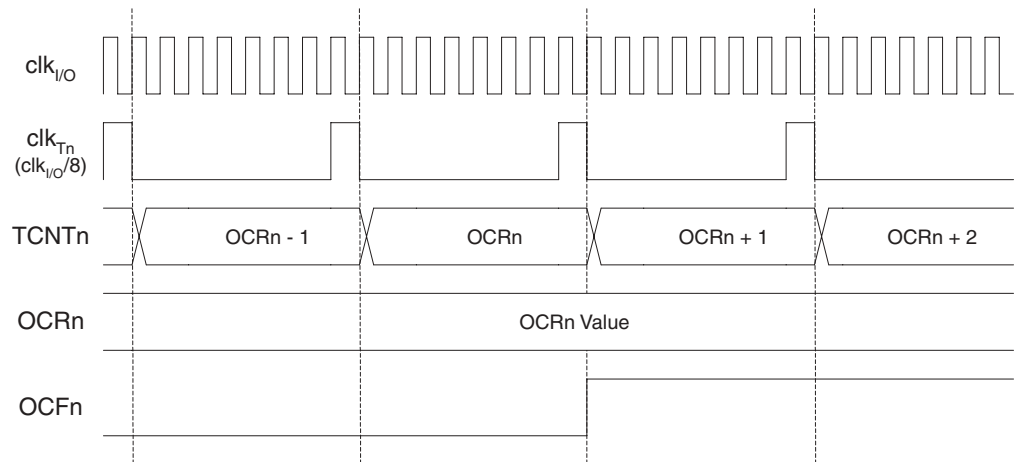 clkI/O
clkTn
(clkI/O/8)
TCNTn
OCRn - 1
OCRn
OCRn + 1
OCRn + 2
OCRn
OCRn Value
OCFn